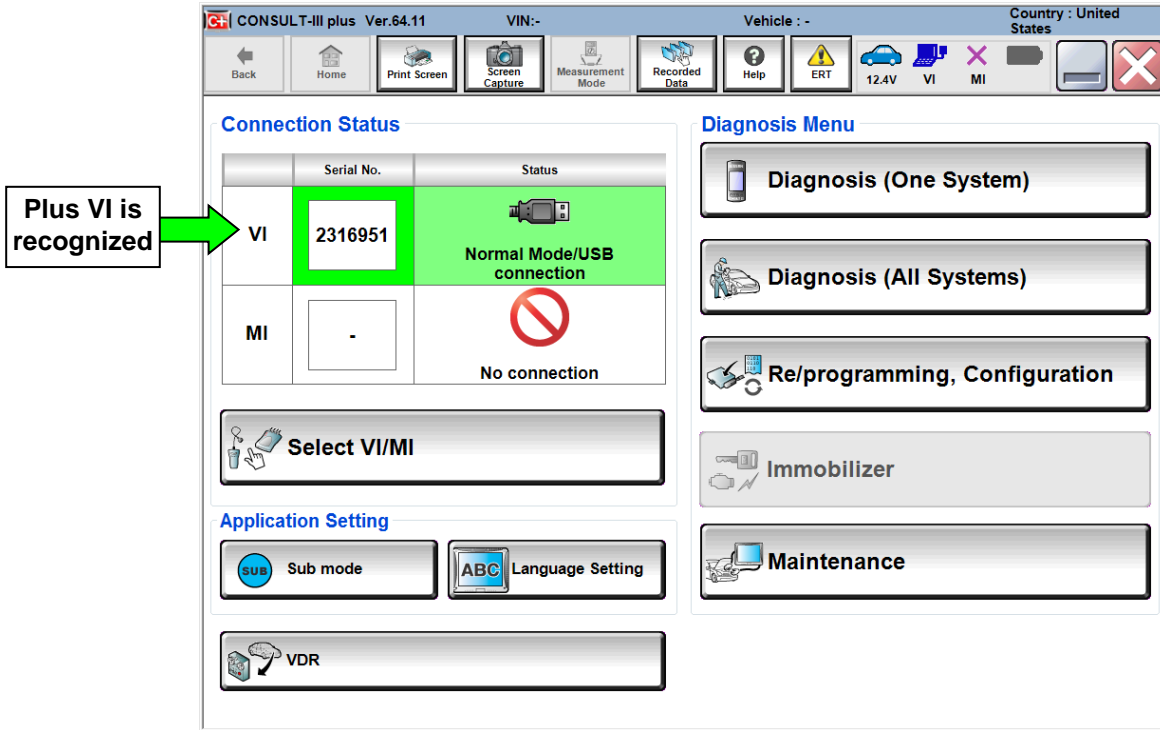 C+ CONSULT-III plus Ver.64.11 VIN:- Vehicle : - Country : United
States
Back
Home
Print Screen
Screen
Capture
Measurement
Mode
Recorded
Data
Help
ERT
12.4V
VI
MI
Connection Status
Serial No. Status
Plus VI is
recognized
VI 2316951
Normal Mode/USB
connection
MI -
No connection
Select VI/MI
Application Setting
SUB Sub mode
ABC Language Setting
VDR
Diagnosis Menu
Diagnosis (One System)
Diagnosis (All Systems)
Re/programming, Configuration
Immobilizer
Maintenance